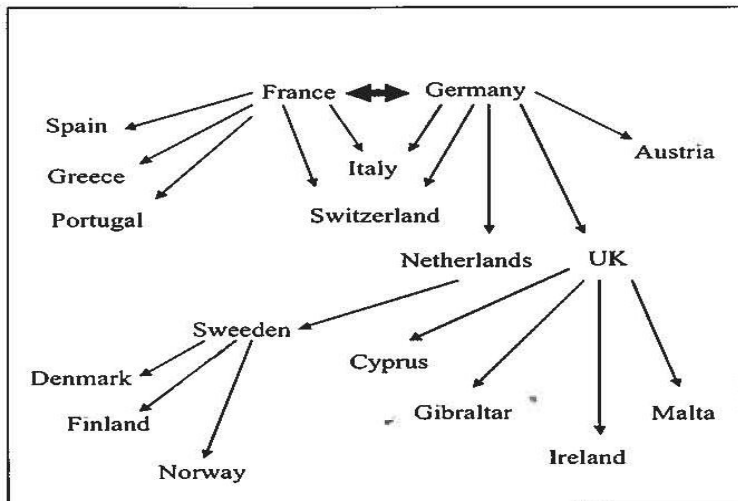 France
Germany
Spain
Greece
Portugal
Italy
Switzerland
Austria
Netherlands
UK
Sweeden
Denmark
Finland
Norway
Cyprus
Gibraltar
Ireland
Malta